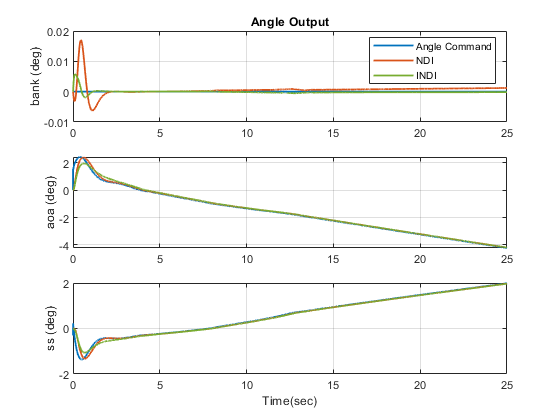 Angle Output
bank (deg)
0.02
0.01
0
-0.01
Angle Command
NDI
INDI
0 5 10 15 20 25
aoa (deg)
2
0
-2
-4
0 5 10 15 20 25
ss (deg)
2
0
-2
0 5 10 15 20 25
Time(sec)